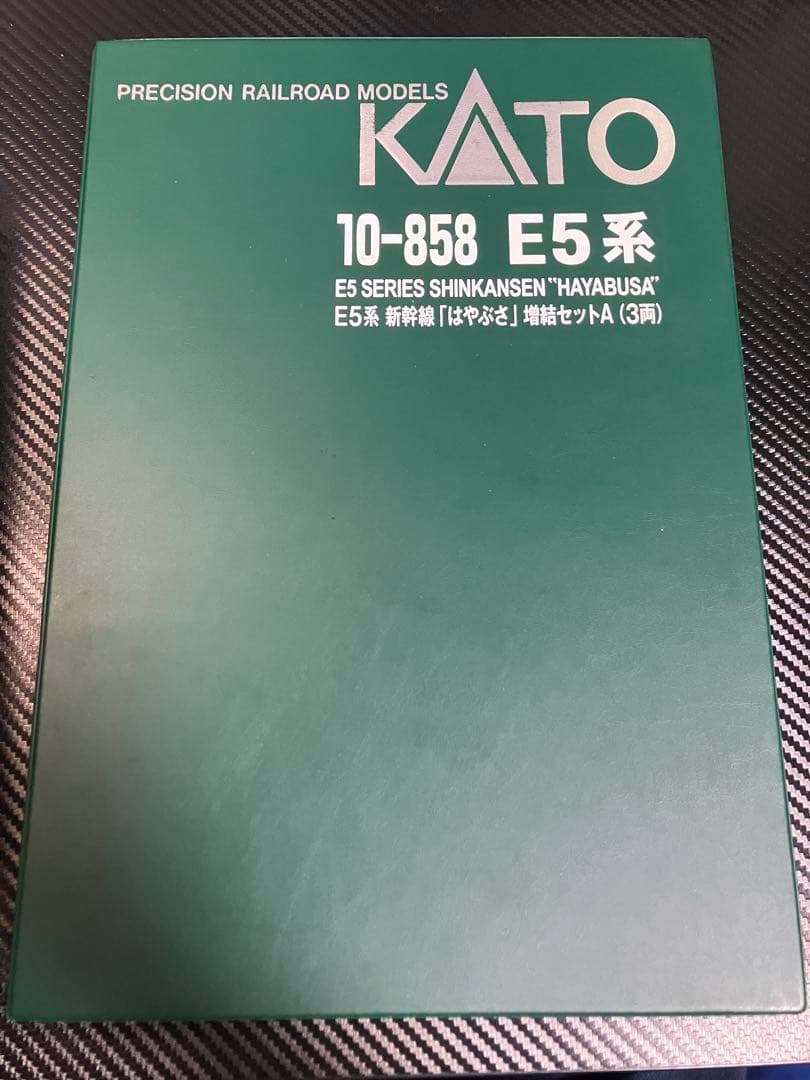 PRECISION RAILROAD MODELS
KATO
10-858 E5系
E5 SERIES SHINKANSEN "HAYABUSA"
E5系 新幹線「はやぶさ」増結セットA(3両)